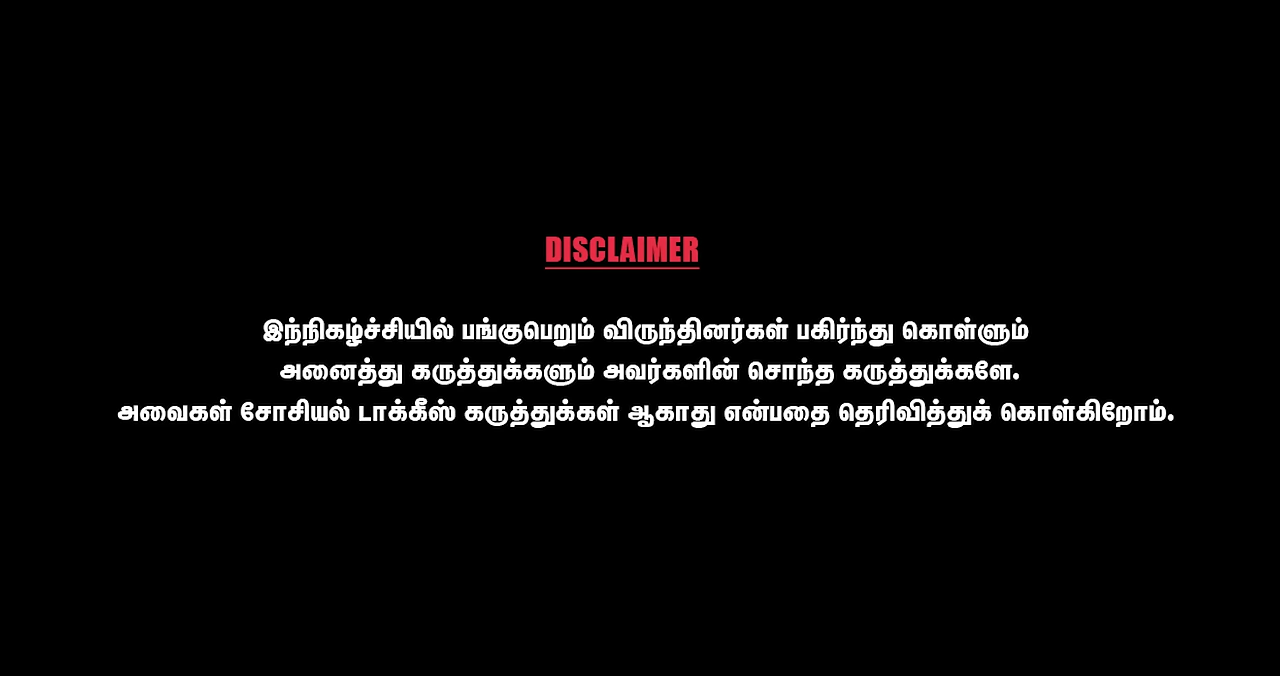 DISCLAIMER
இந்நிகழ்ச்சியில் பங்குபெறும் விருந்தினர்கள் பகிர்ந்து கொள்ளும்
அனைத்து கருத்துக்களும் அவர்களின் சொந்த கருத்துக்களே.
அவைகள் சோசியல் டாக்கீஸ் கருத்துக்கள் ஆகாது என்பதை தெரிவித்துக் கொள்கிறோம்.